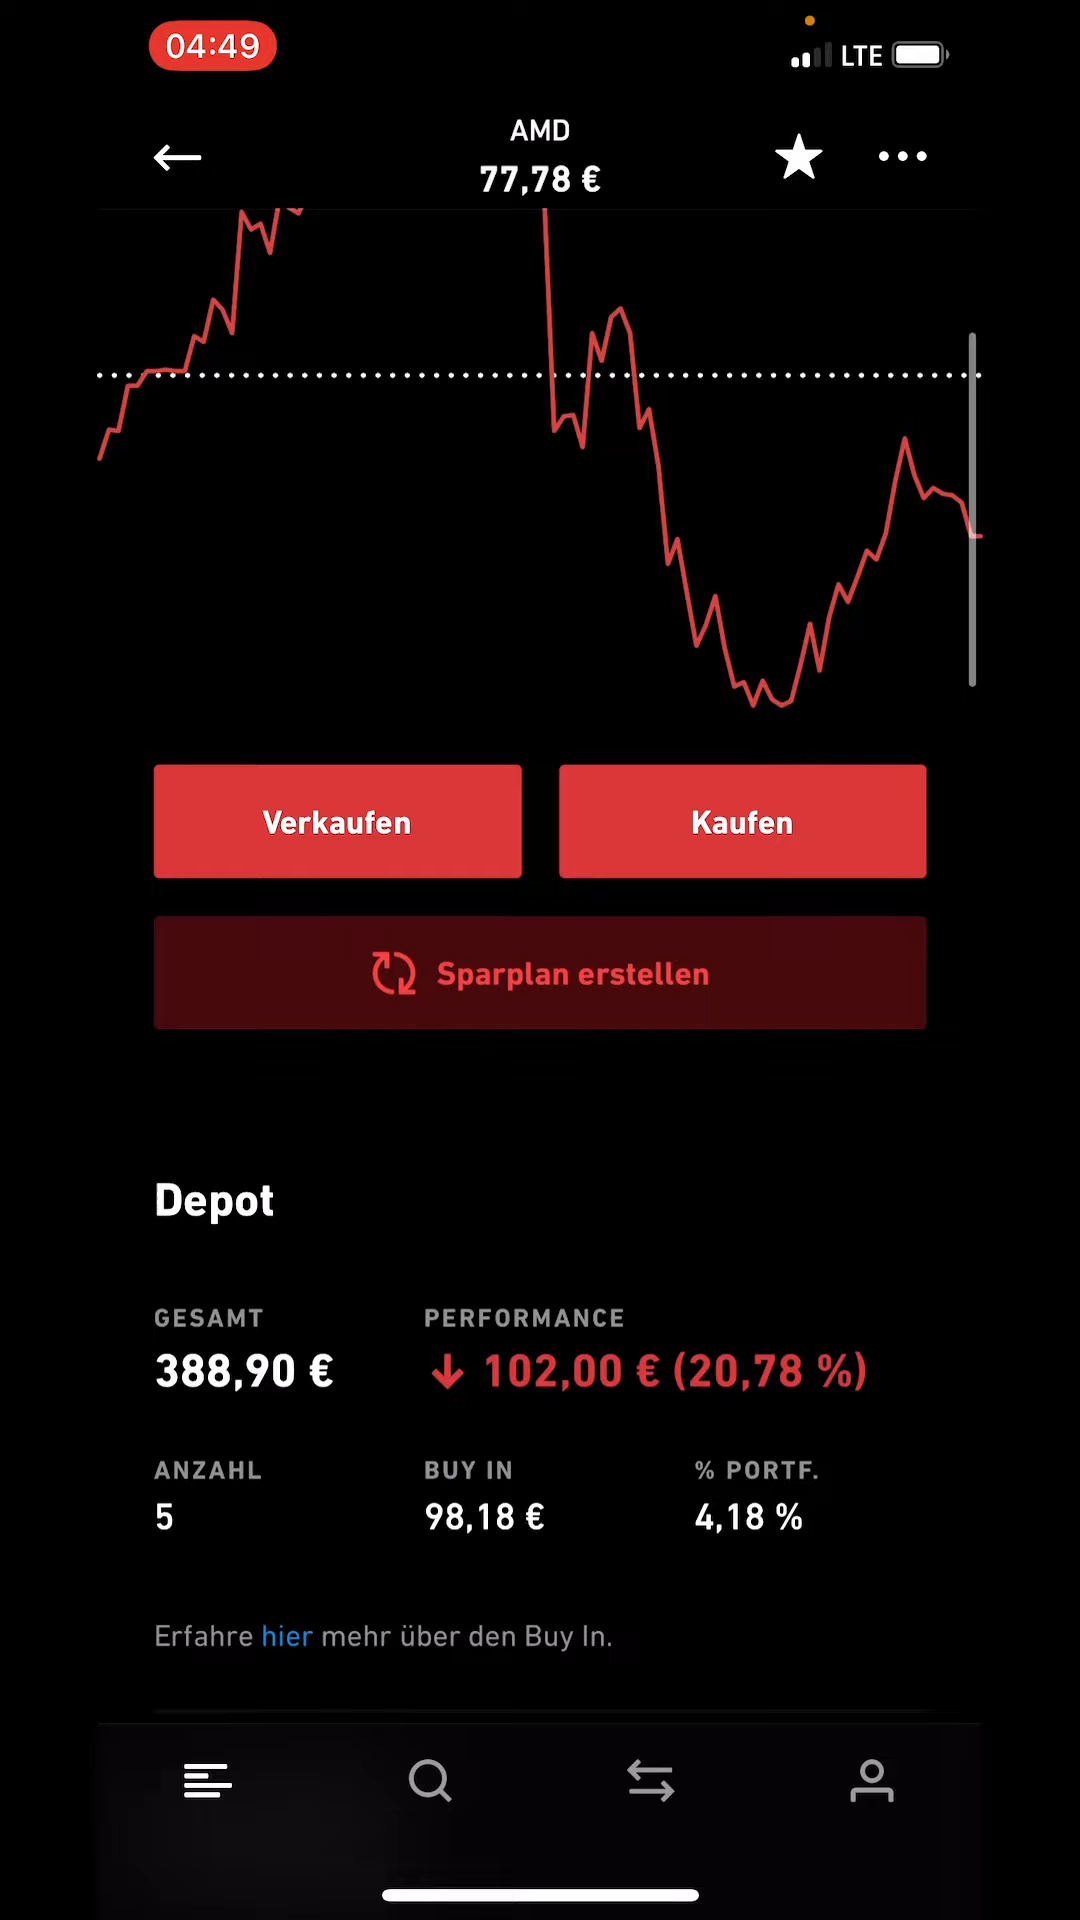 04:49
LTE
AMD
77,78 €
Verkaufen
Kaufen
Sparplan erstellen
Depot
GESAMT
PERFORMANCE
388,90 €
102,00 € (20,78 %)
ANZAHL
BUY IN
% PORTF.
5
98,18 €
4,18 %
Erfahre hier mehr über den Buy In.